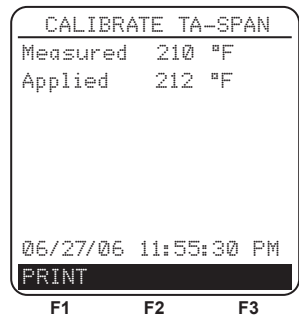 CALIBRATE TA-SPAN
Measured 210 °F
Applied 212 °F
06/27/06 11:55:30 PM
PRINT
F1 F2 F3